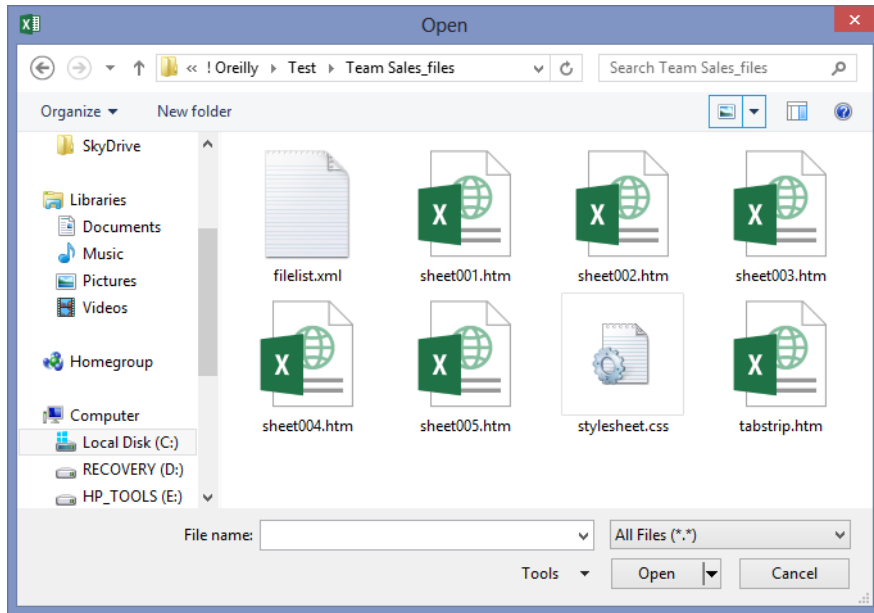 Open
« ! Oreilly Test Team Sales_files
Search Team Sales_files
Organize New folder
SkyDrive
Libraries
Documents
Music
Pictures
Videos
Homegroup
Computer
Local Disk (C:)
RECOVERY (D:)
HP_TOOLS (E:)
filelist.xml sheet001.htm sheet002.htm sheet003.htm
sheet004.htm sheet005.htm stylesheet.css tabstrip.htm
File name: All Files (*.*)
Tools Open Cancel